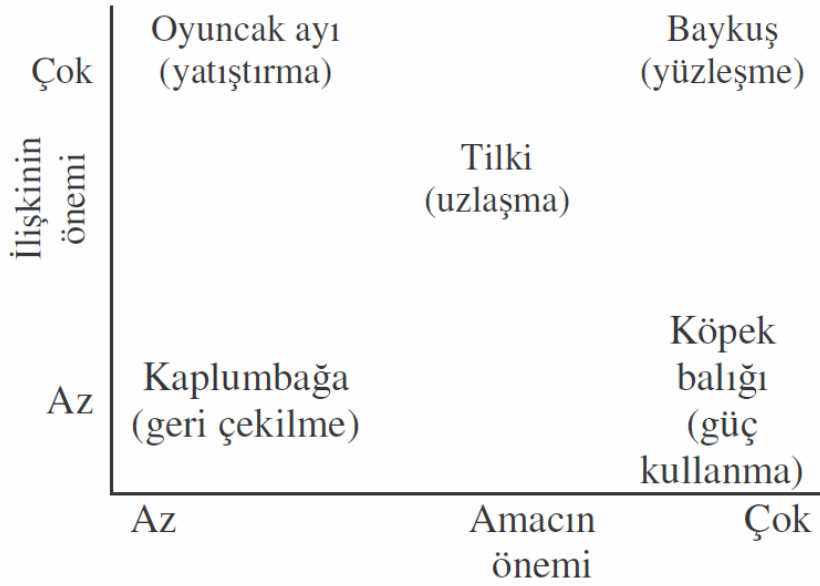 Oyuncak ayı
(yatıştırma)
Baykuş
(yüzleşme)
Çok
İlişkinin
önemi
Tilki
(uzlaşma)
Az
Kaplumbağa
(geri çekilme)
Köpek
balığı
(güç
kullanma)
Az
Amacın
önemi
Çok